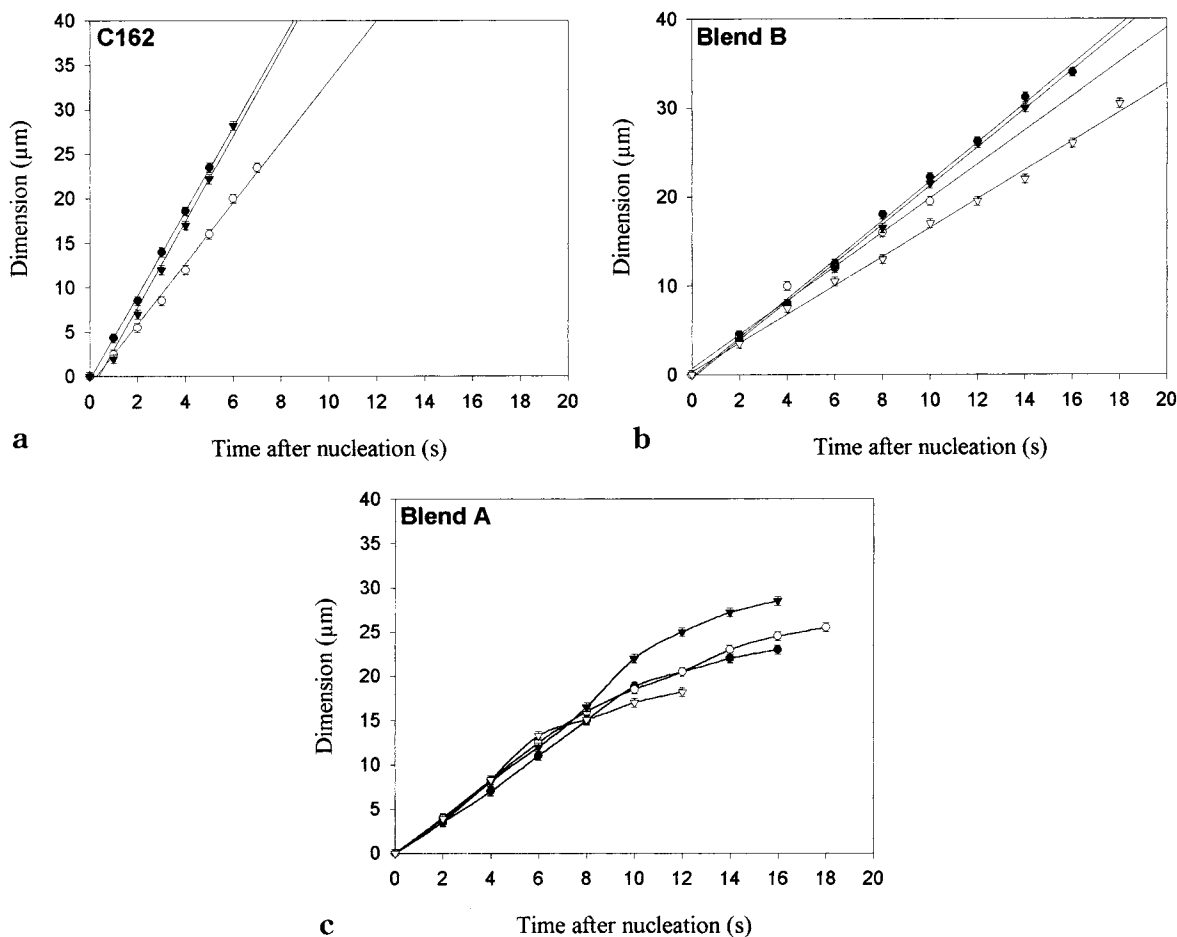 C162
Dimension (µm)
40
35
30
25
20
15
10
5
0
0 2 4 6 8 10 12 14 16 18 20
Time after nucleation (s)
a
Blend B
Dimension (µm)
40
30
20
10
0
0 2 4 6 8 10 12 14 16 18 20
Time after nucleation (s)
b
Blend A
Dimension (µm)
40
35
30
25
20
15
10
5
0
0 2 4 6 8 10 12 14 16 18 20
Time after nucleation (s)
c